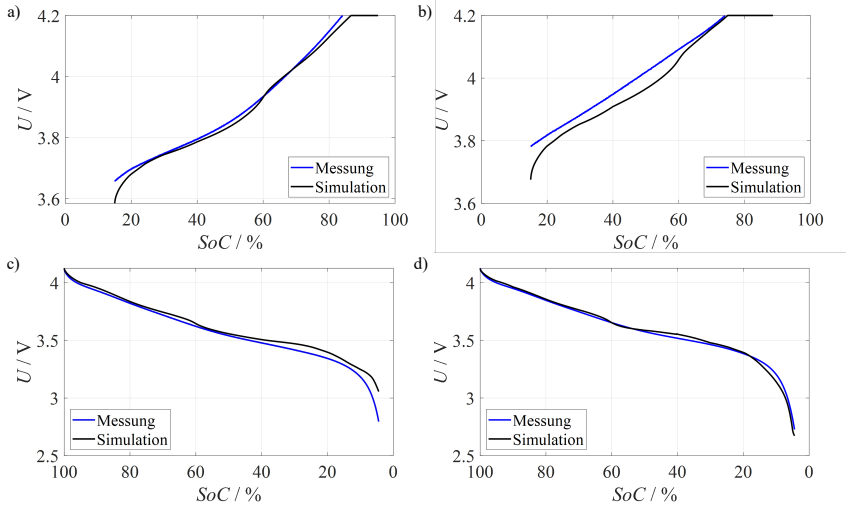 a)
4.2
4
3.8
3.6
U / V
0
20
40
60
80
100
SoC / %
Messung
Simulation
b)
4.2
4
3.8
3.6
U / V
0
20
40
60
80
100
SoC / %
Messung
Simulation
c)
4
3.5
3
2.5
U / V
100
80
60
40
20
0
SoC / %
Messung
Simulation
d)
4
3.5
3
2.5
U / V
100
80
60
40
20
0
SoC / %
Messung
Simulation